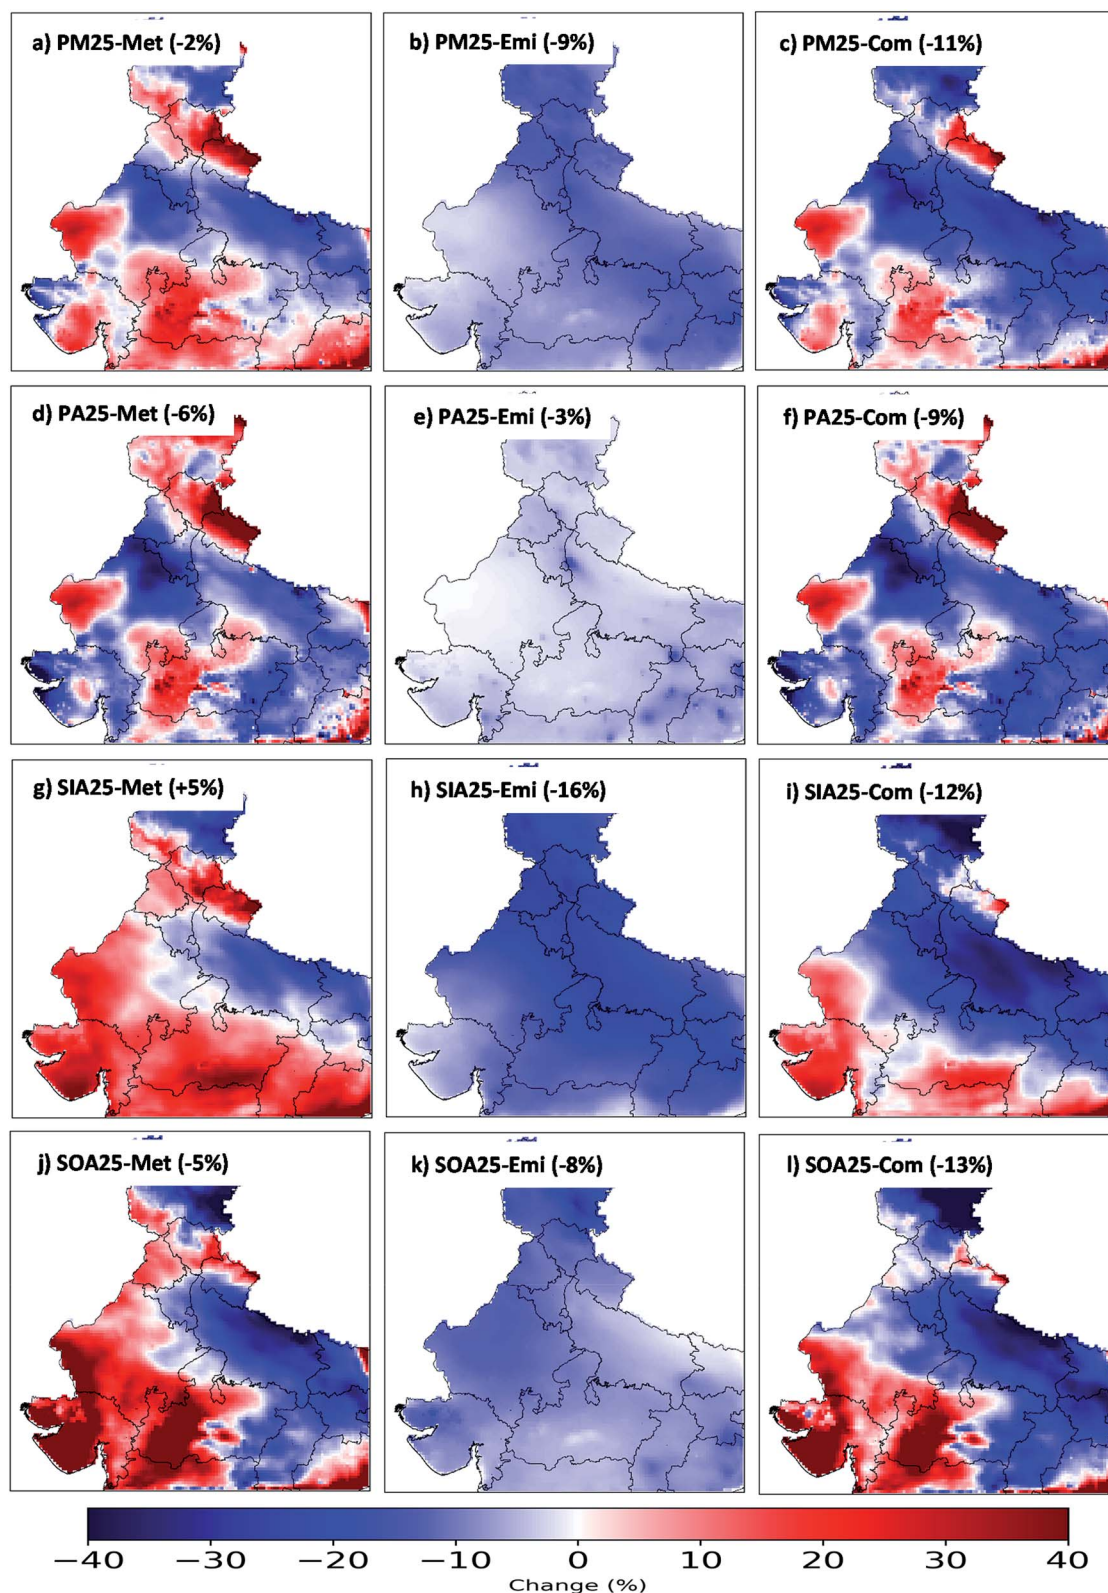 a) PM25-Met (-2%)
b) PM25-Emi (-9%)
c) PM25-Com (-11%)
d) PA25-Met (-6%)
e) PA25-Emi (-3%)
f) PA25-Com (-9%)
g) SIA25-Met (+5%)
h) SIA25-Emi (-16%)
i) SIA25-Com (-12%)
j) SOA25-Met (-5%)
k) SOA25-Emi (-8%)
l) SOA25-Com (-13%)
−40 −30 −20 −10 0 10 20 30 40
Change (%)